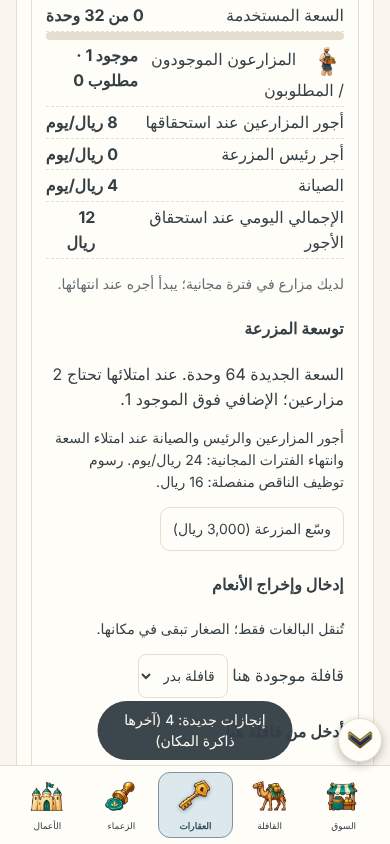 السعة المستخدمة 0 من 32 وحدة
المزارعون الموجودون / المطلوبون موجود 1 · مطلوب 0
أجور المزارعين عند استحقاقها 8 ريال/يوم
أجر رئيس المزرعة 0 ريال/يوم
الصيانة 4 ريال/يوم
الإجمالي اليومي عند استحقاق الأجور 12 ريال
لديك مزارع في فترة مجانية؛ يبدأ أجره عند انتهائها.
توسعة المزرعة
السعة الجديدة 64 وحدة. عند امتلائها تحتاج 2
مزارعين؛ الإضافي فوق الموجود 1.
أجور المزارعين والرئيس والصيانة عند امتلاء السعة
وانتهاء الفترات المجانية: 24 ريال/يوم. رسوم
توظيف الناقص منفصلة: 16 ريال.
وسّع المزرعة (3,000 ريال)
إدخال وإخراج الأنعام
تُنقل البالغات فقط؛ الصغار تبقى في مكانها.
قافلة موجودة هنا قافلة بدر
أدخل من
إنجازات جديدة: 4 (آخرها
ذاكرة المكان)
السوق
القافلة
العقارات
الزعماء
الأعمال